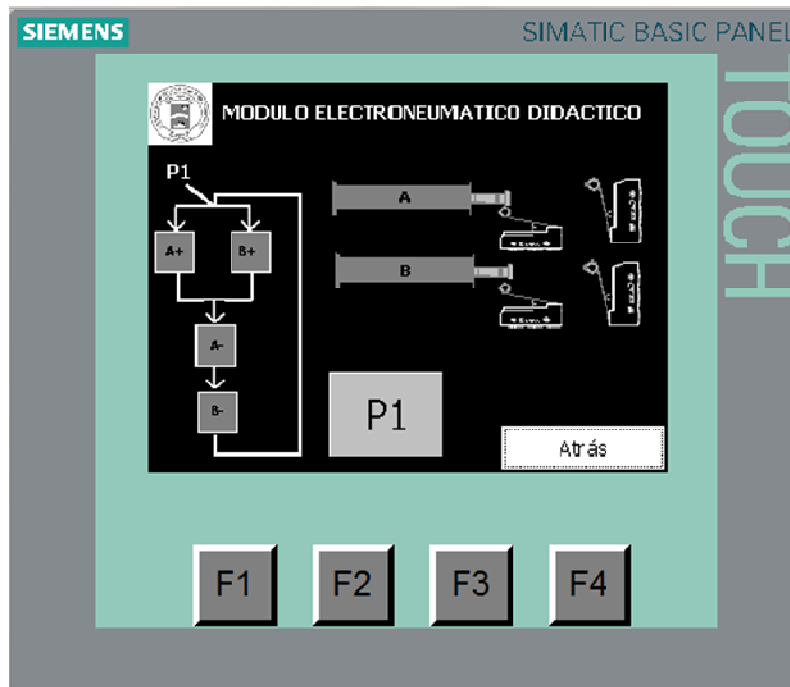 SIEMENS
SIMATIC BASIC PANEL
TOUCH
MODULO ELECTRONEUMATICO DIDACTICO
P1
A+
B+
A-
B-
A
B
P1
Atrás
F1
F2
F3
F4